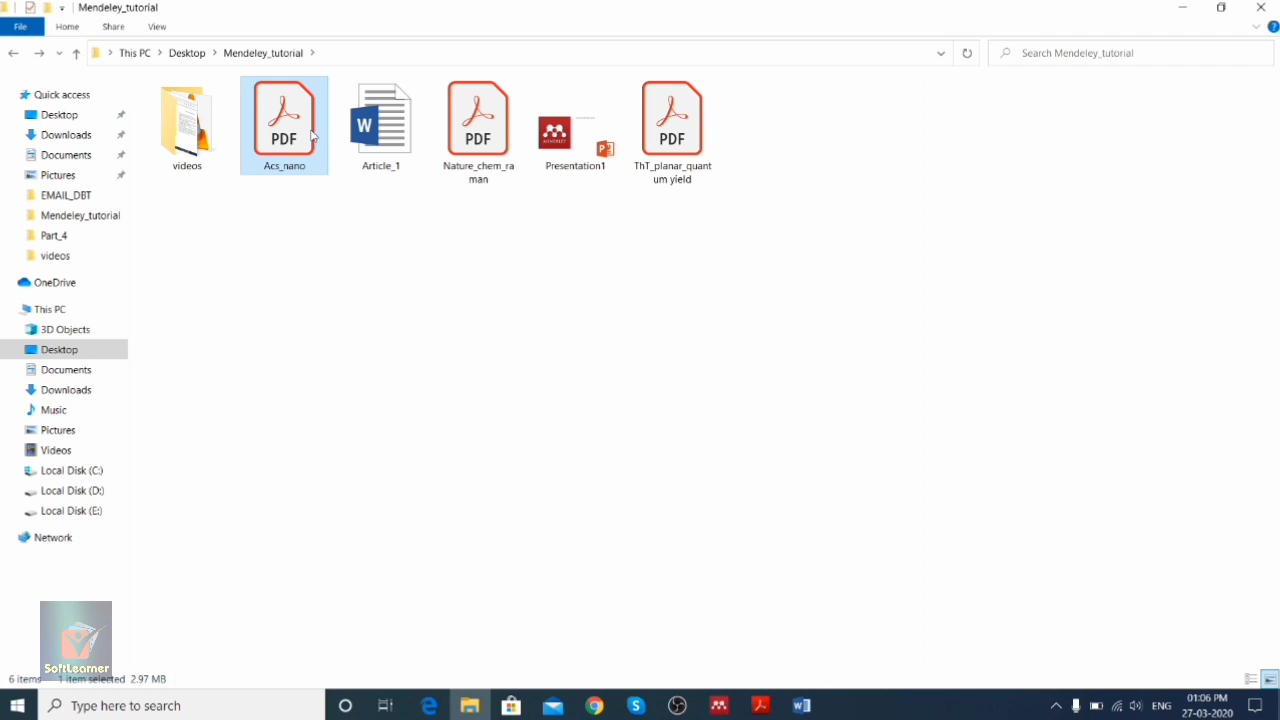 Mendeley_tutorial
File Home Share View
This PC Desktop Mendeley_tutorial
Search Mendeley_tutorial
Quick access
Desktop
Downloads
Documents
Pictures
EMAIL_DBT
Mendeley_tutorial
Part_4
videos
OneDrive
This PC
3D Objects
Desktop
Documents
Downloads
Music
Pictures
Videos
Local Disk (C:)
Local Disk (D:)
Local Disk (E:)
Network
videos
PDF
Acs_nano
W
Article_1
PDF
Nature_chem_ra
man
MENDELEY
P
Presentation1
PDF
ThT_planar_quant
um yield
SoftLearner
6 items 1 item selected 2.97 MB
Type here to search
ENG
01:06 PM
27-03-2020